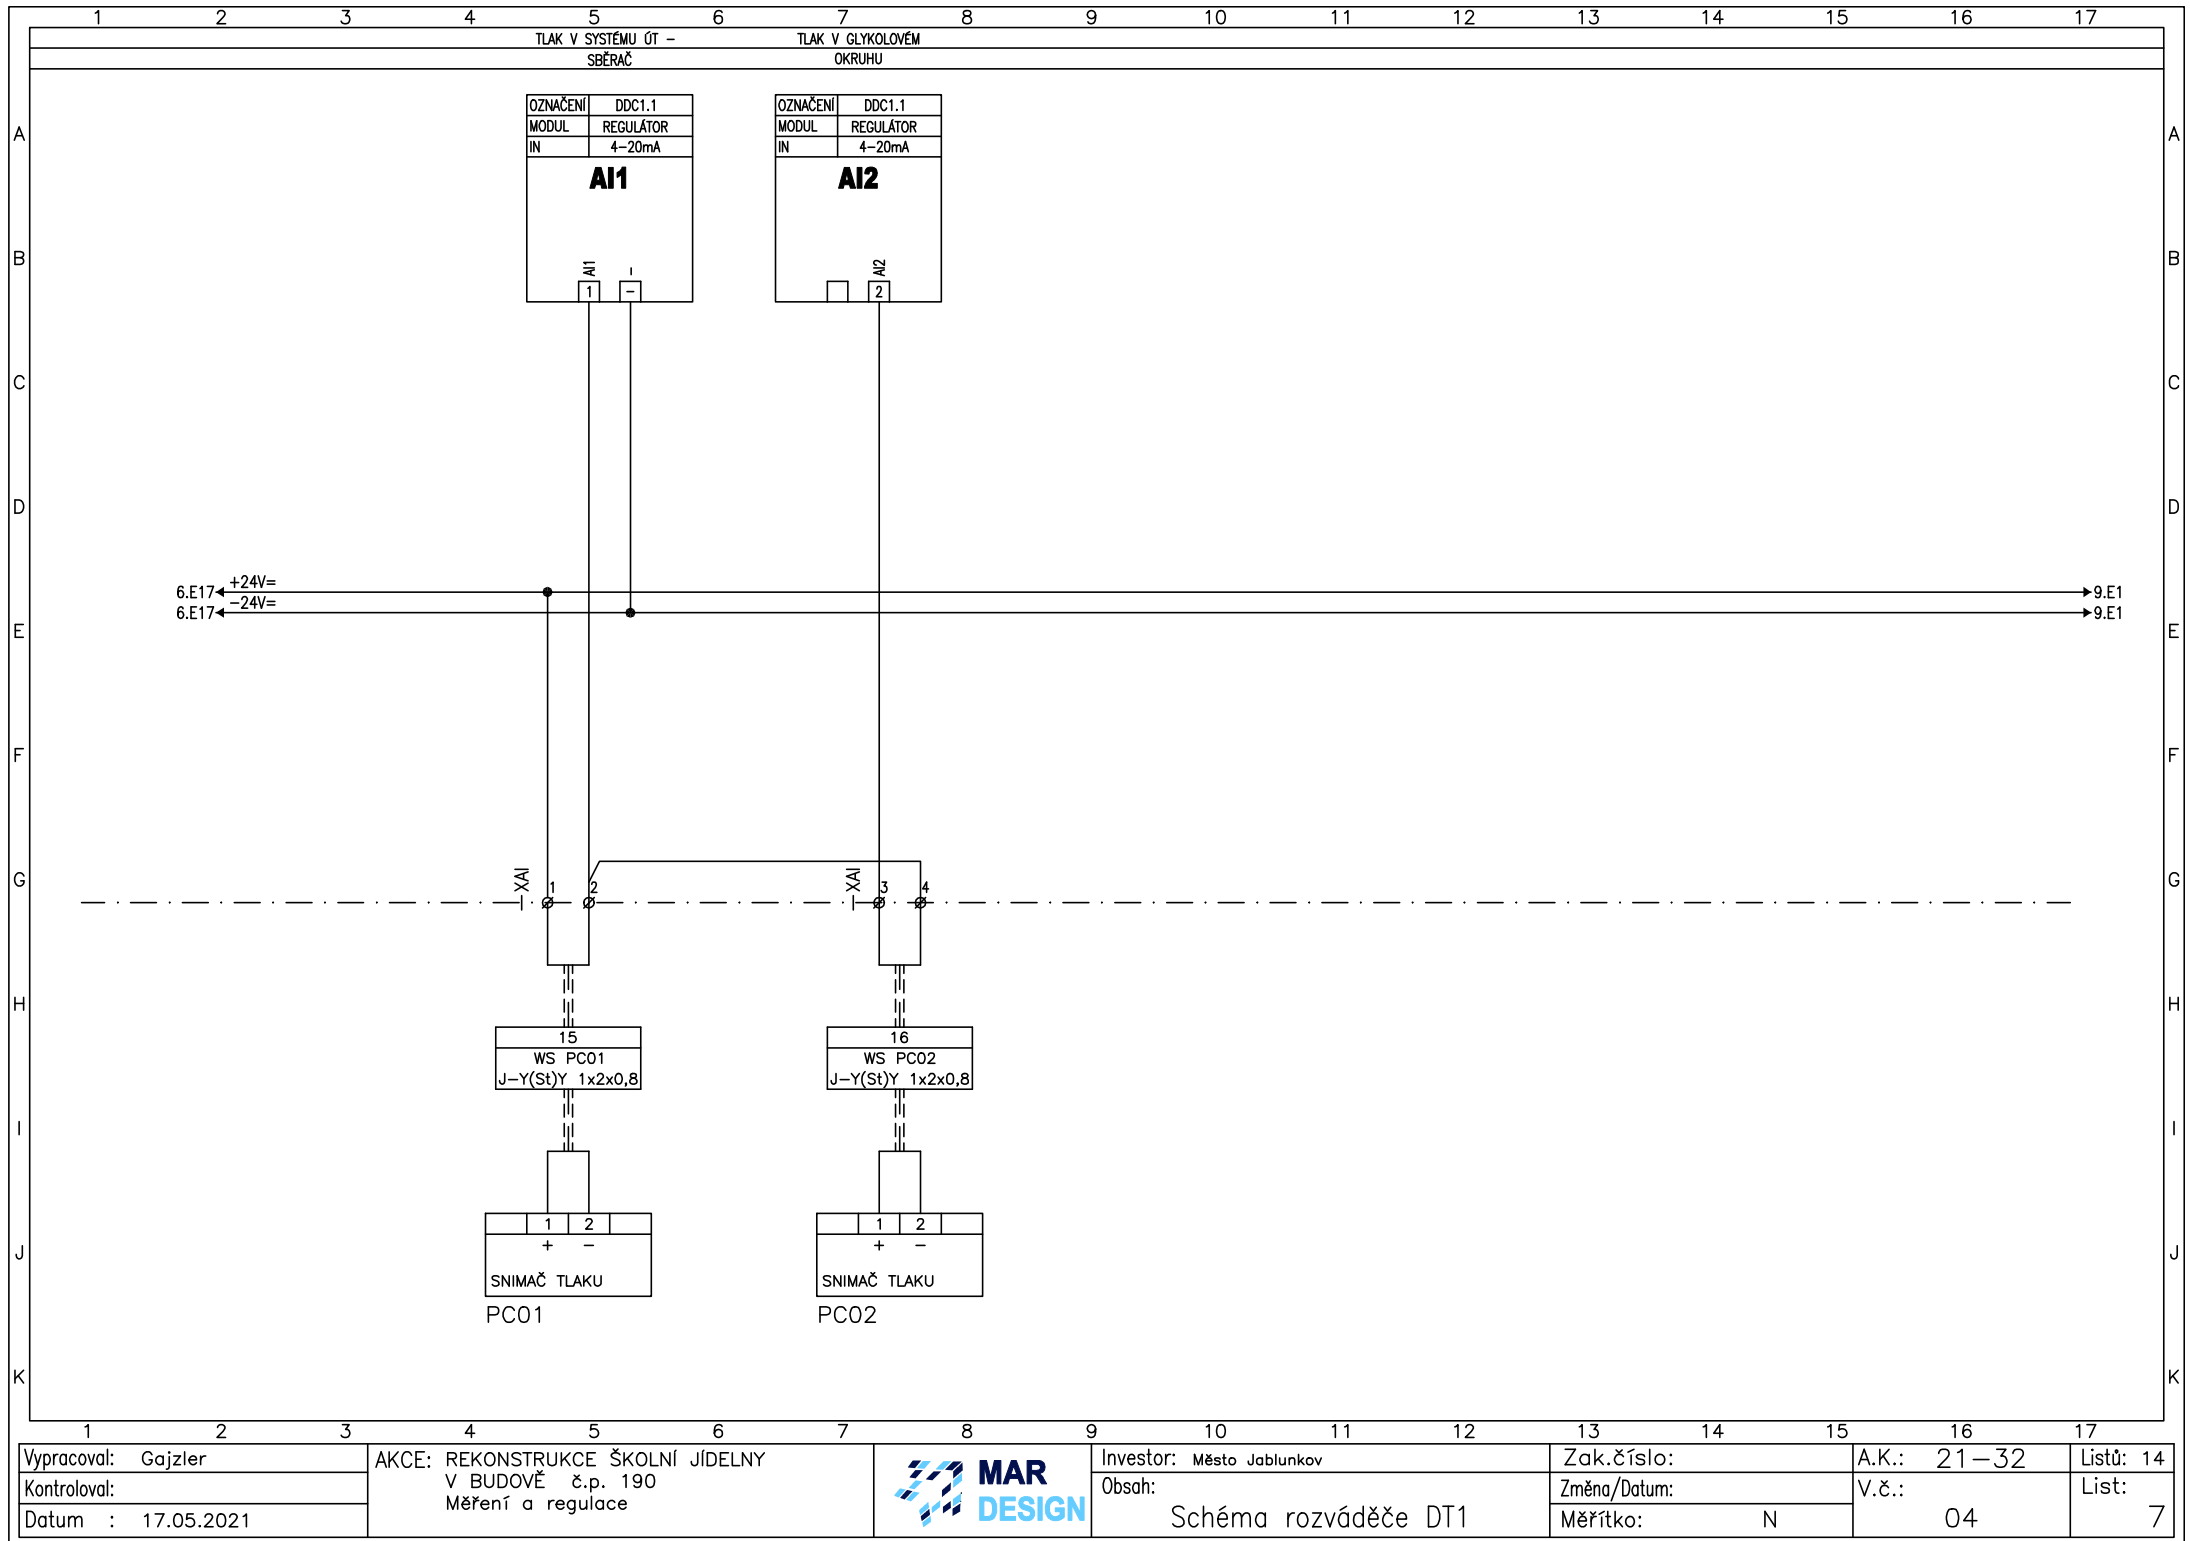 1 2 3 4 5 6 7 8 9 10 11 12 13 14 15 16 17
TLAK V SYSTÉMU ÚT –
SBĚRAČ
TLAK V GLYKOLOVÉM
OKRUHU
OZNAČENÍ DDC1.1
MODUL REGULÁTOR
IN 4–20mA
AI1
AI1 –
1 –
OZNAČENÍ DDC1.1
MODUL REGULÁTOR
IN 4–20mA
AI2
AI2
2
A A
B B
C C
D D
6.E17 +24V= 9.E1
6.E17 –24V= 9.E1
E E
F F
G G
–XAI 1 2
–XAI 3 4
H H
15
WS PC01
J–Y(St)Y 1x2x0,8
16
WS PC02
J–Y(St)Y 1x2x0,8
I I
1 2
+ –
SNIMAČ TLAKU
PC01
1 2
+ –
SNIMAČ TLAKU
PC02
J J
K K
1 2 3 4 5 6 7 8 9 10 11 12 13 14 15 16 17
Vypracoval: Gajzler
Kontroloval:
Datum : 17.05.2021
AKCE: REKONSTRUKCE ŠKOLNÍ JÍDELNY
V BUDOVĚ č.p. 190
Měření a regulace
MAR
DESIGN
Investor: Město Jablunkov
Obsah:
Schéma rozváděče DT1
Zak.číslo:
Změna/Datum:
Měřítko: N
A.K.: 21–32
V.č.:
04
Listů: 14
List:
7